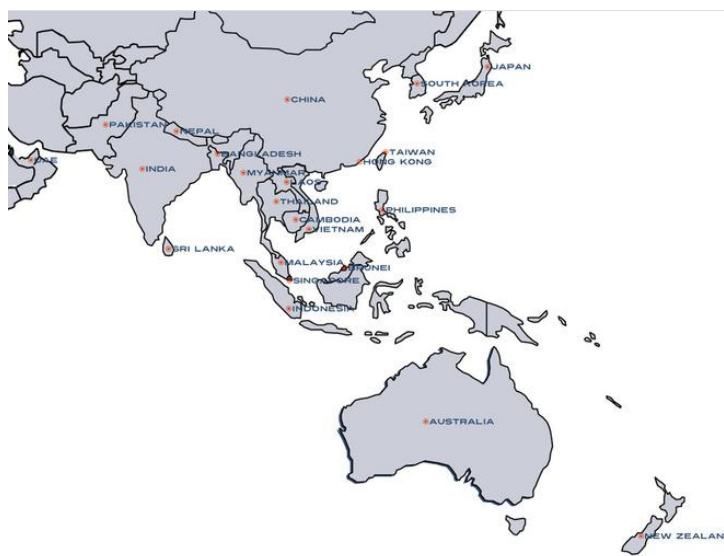 JAPAN
SOUTH KOREA
CHINA
PAKISTAN
NEPAL
TAIWAN
BANGLADESH
UAE
HONG KONG
INDIA
MYANMAR
LAOS
THAILAND
PHILIPPINES
CAMBODIA
VIETNAM
SRI LANKA
MALAYSIA
BRUNEI
SINGAPORE
INDONESIA
AUSTRALIA
NEW ZEALAN